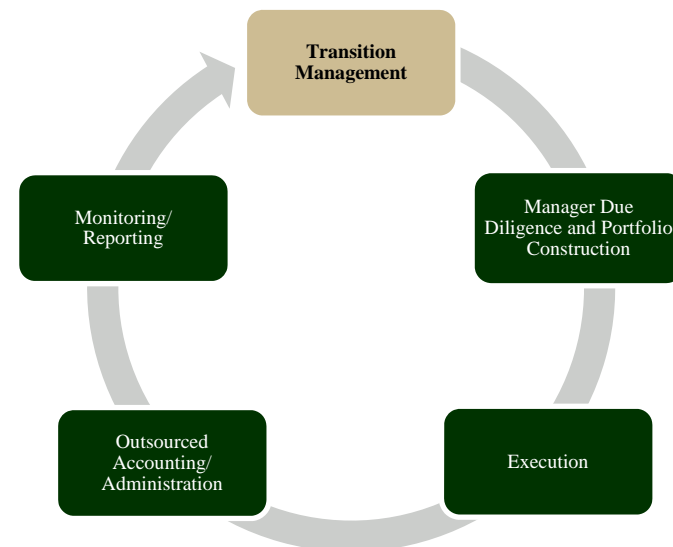 Transition
Management
Manager Due
Diligence and Portfolio
Construction
Execution
Outsourced
Accounting/
Administration
Monitoring/
Reporting